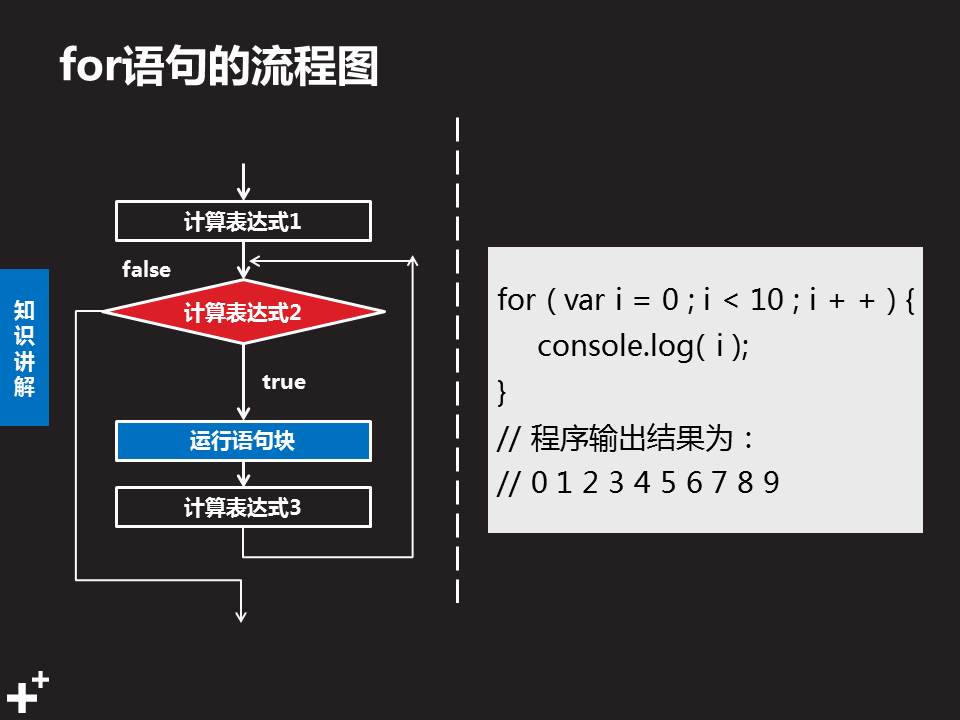 for语句的流程图
计算表达式1
false
计算表达式2
true
运行语句块
计算表达式3
知
识
讲
解
for ( var i = 0 ; i < 10 ; i + + ) {
console.log( i );
}
// 程序输出结果为：
// 0 1 2 3 4 5 6 7 8 9